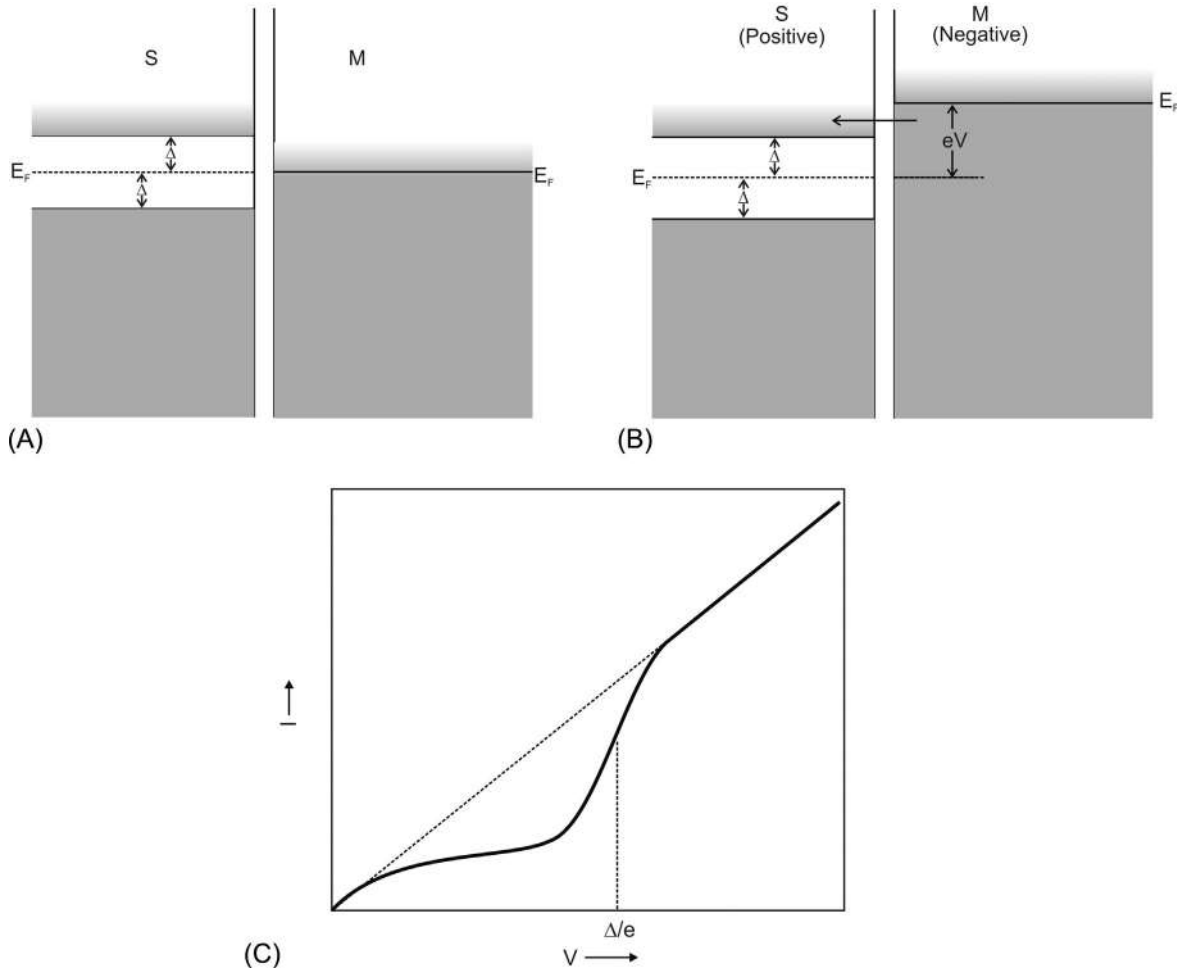 S
M
Δ
E_F
Δ
E_F
(A)
S
(Positive)
M
(Negative)
E_F
eV
Δ
E_F
Δ
(B)
I
Δ/e
V
(C)